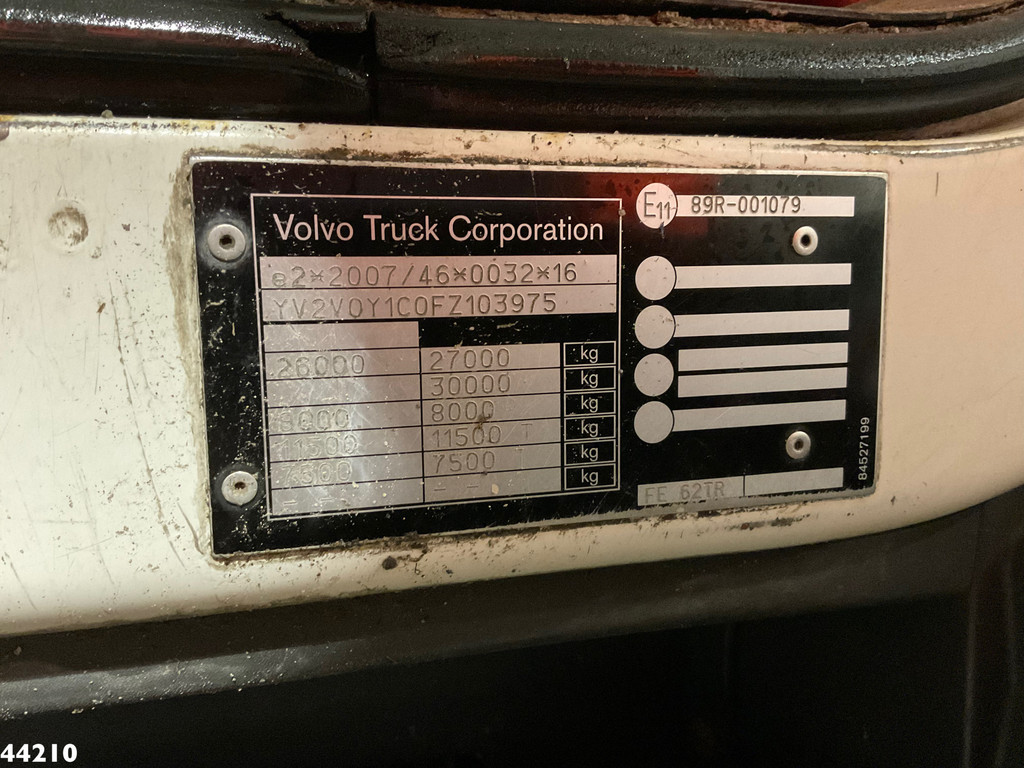 Volvo Truck Corporation
e2*2007/46*0032*16
YV2V0Y1C0FZ103975
26000 27000 kg
30000 kg
8000 8000 kg
11500 11500 T kg
7500 7500 T kg
- - - - kg
E11 89R-001079
FE 62TR
84527199
44210